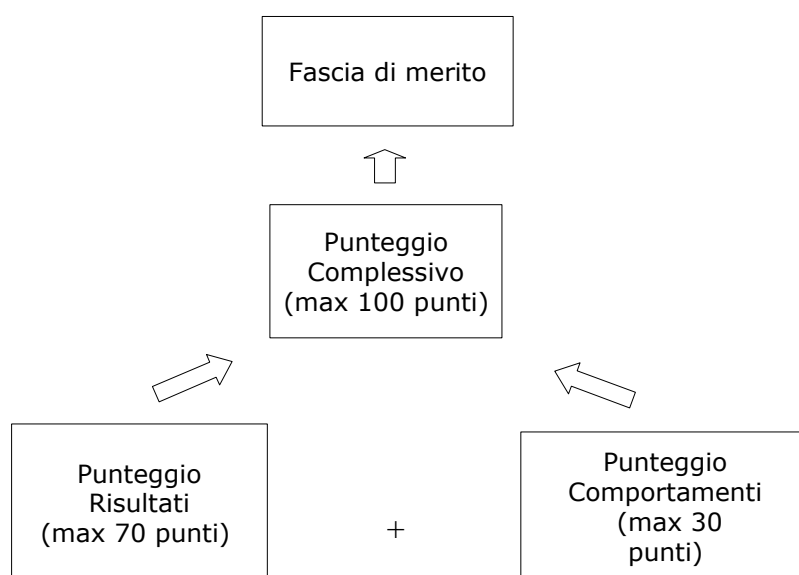 Fascia di merito
Punteggio
Complessivo
(max 100 punti)
Punteggio
Risultati
(max 70 punti)
+
Punteggio
Comportamenti
(max 30
punti)